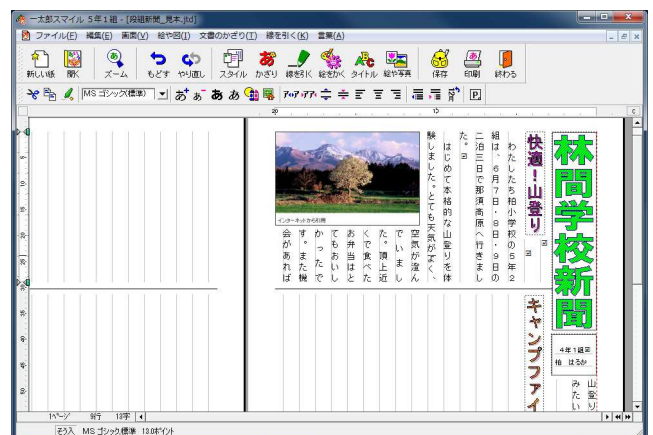 一太郎スマイル 5年1組 - [段組新聞_見本.jtd]
ファイル(F) 編集(E) 画面(V) 絵や図(I) 文書のかざり(T) 線を引く(K) 言葉(A)
新しい紙 開く ズーム もどす やり直し スタイル かざり 線を引く 絵をかく タイトル 絵や写真 保存 印刷 終わる
MS ゴシック(標準)
林間学校新聞
4年1組
柏 はるか
快適!山登り
わたしたち柏小学校の5年2
組は、6月7日・8日・9日の
二泊三日で那須高原へ行きまし
た。
はじめて本格的な山登りを体
験しました。とても天気がよく、
空気が澄ん
でいまし
た。頂上近
くで食べた
お弁当はと
てもおいし
かったで
す。また機
会があれば
インターネットから引用
山登り
みたい
キャンプファイ
1ページ 9行 13字
そう入 MS ゴシック(標準) 13.0ポイント